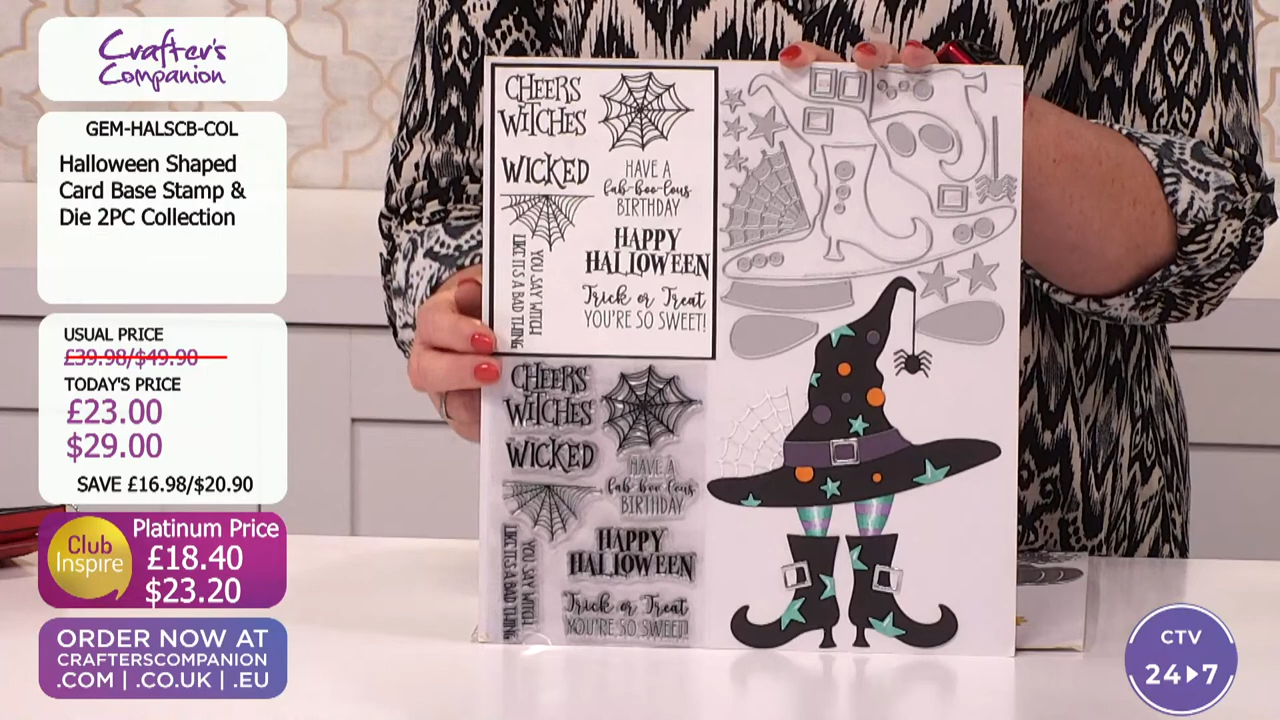 Crafter's
Companion
GEM-HALSCB-COL
Halloween Shaped
Card Base Stamp &
Die 2PC Collection
USUAL PRICE
£39.98/$49.90
TODAY'S PRICE
£23.00
$29.00
SAVE £16.98/$20.90
Club
Inspire
Platinum Price
£18.40
$23.20
ORDER NOW AT
CRAFTERSCOMPANION
.COM | .CO.UK | .EU
CHEERS
WITCHES
WICKED
HAVE A
fab-boo-lous
BIRTHDAY
HAPPY
HALLOWEEN
YOU SAY WITCH
LIKE IT'S A BAD THING
Trick or Treat
YOU'RE SO SWEET!
CHEERS
WITCHES
WICKED
HAVE A
fab-boo-lous
BIRTHDAY
HAPPY
HALLOWEEN
YOU SAY WITCH
LIKE IT'S A BAD THING
Trick or Treat
YOU'RE SO SWEET!
CTV
24▶7